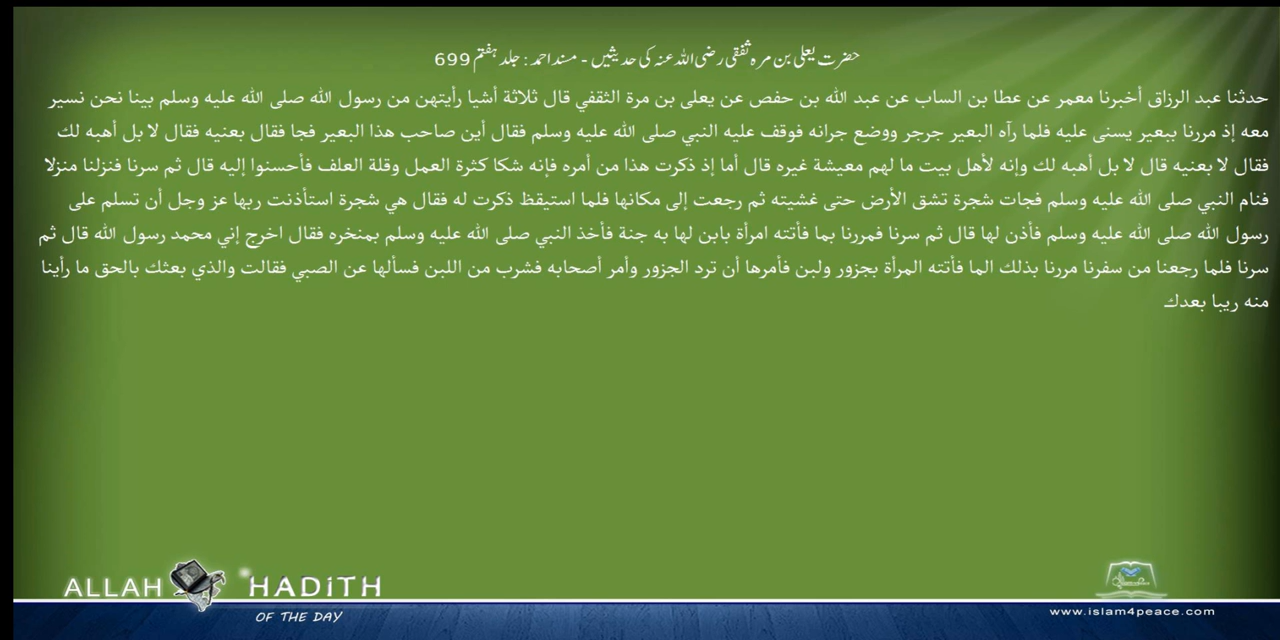 حضرت یعلی بن مرہ ثقفی رضی اللہ عنہ کی حدیثیں - مسند احمد : جلد ہفتم 699
حدثنا عبد الرزاق أخبرنا معمر عن عطا بن الساب عن عبد الله بن حفص عن يعلى بن مرة الثقفي قال ثلاثة أشيا رأيتهن من رسول الله صلى الله عليه وسلم بينا نحن نسير
معه إذ مررنا ببعير يسنى عليه فلما رآه البعير جرجر ووضع جرانه فوقف عليه النبي صلى الله عليه وسلم فقال أين صاحب هذا البعير فجا فقال بعنيه فقال لا بل أهبه لك
فقال لا بعنيه قال لا بل أهبه لك وإنه لأهل بيت ما لهم معيشة غيره قال أما إذ ذكرت هذا من أمره فإنه شكا كثرة العمل وقلة العلف فأحسنوا إليه قال ثم سرنا فنزلنا منزلا
فنام النبي صلى الله عليه وسلم فجات شجرة تشق الأرض حتى غشيته ثم رجعت إلى مكانها فلما استيقظ ذكرت له فقال هي شجرة استأذنت ربها عز وجل أن تسلم على
رسول الله صلى الله عليه وسلم فأذن لها قال ثم سرنا فمررنا بما فأتته امرأة بابن لها به جنة فأخذ النبي صلى الله عليه وسلم بمنخره فقال اخرج إني محمد رسول الله قال ثم
سرنا فلما رجعنا من سفرنا مررنا بذلك الما فأتته المرأة بجزور ولبن فأمرها أن ترد الجزور وأمر أصحابه فشرب من اللبن فسألها عن الصبي فقالت والذي بعثك بالحق ما رأينا
منه ريبا بعدك
ALLAH HADITH
OF THE DAY
www.islam4peace.com